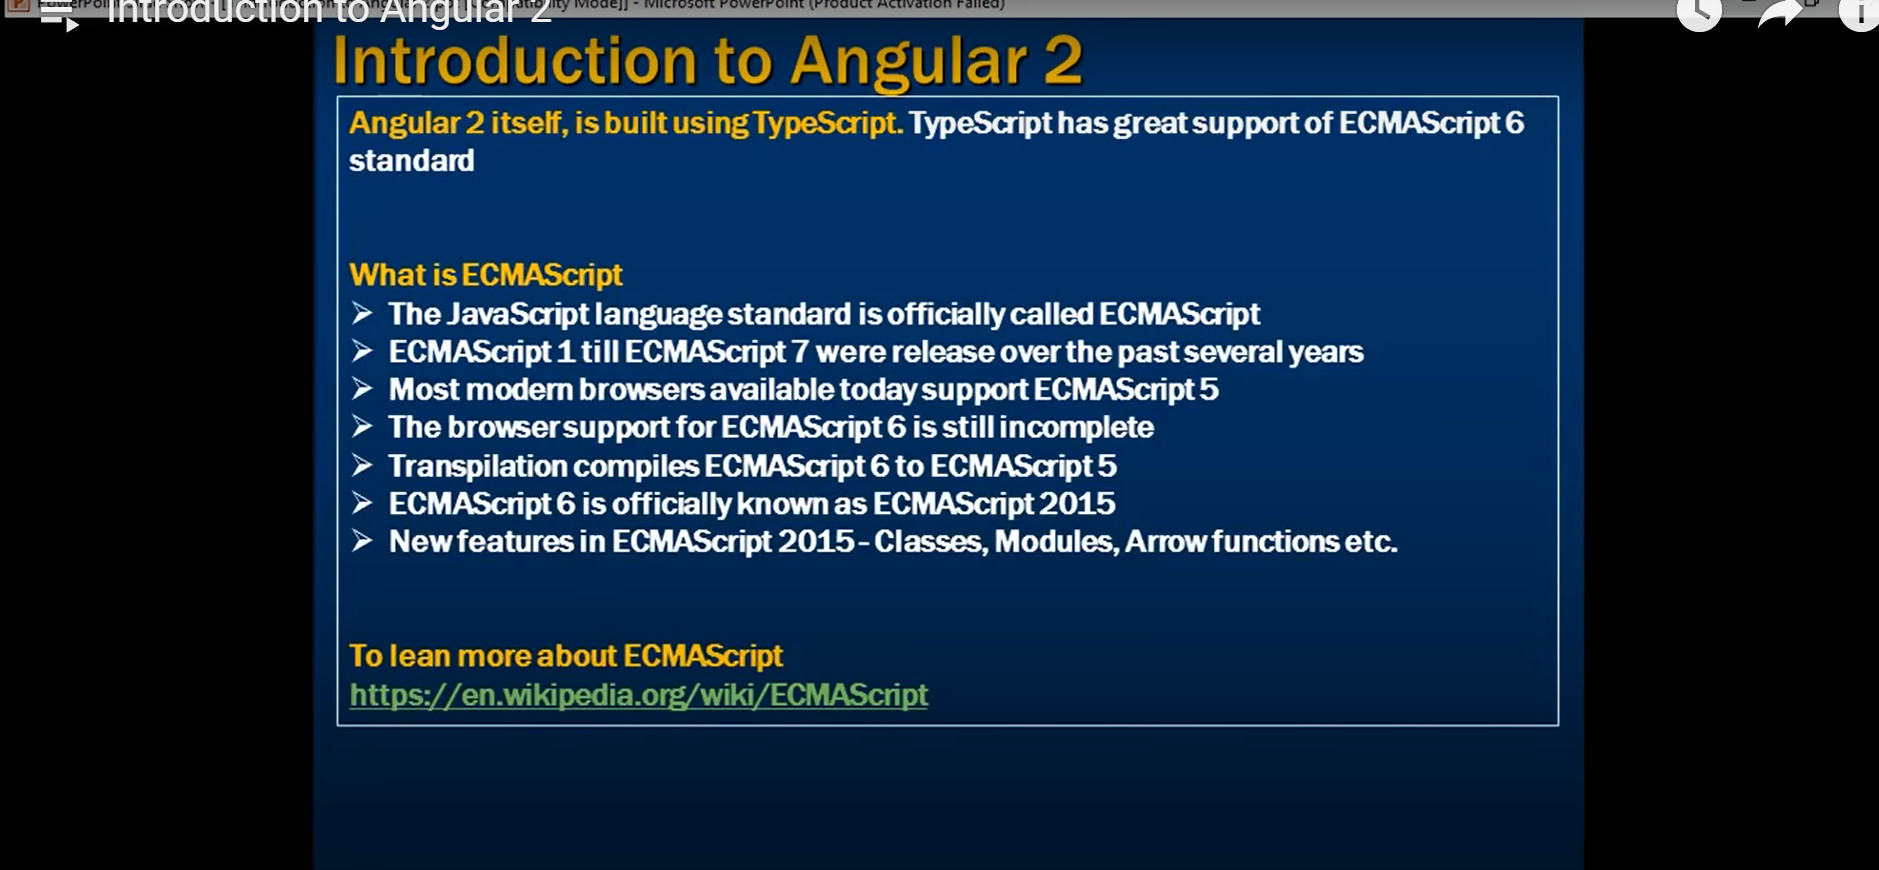 Mode]] - Microsoft PowerPoint (Product Activation Failed)
Introduction to Angular 2
Introduction to Angular 2
Angular 2 itself, is built using TypeScript. TypeScript has great support of ECMAScript 6
standard
What is ECMAScript
The JavaScript language standard is officially called ECMAScript
ECMAScript 1 till ECMAScript 7 were release over the past several years
Most modern browsers available today support ECMAScript 5
The browser support for ECMAScript 6 is still incomplete
Transpilation compiles ECMAScript 6 to ECMAScript 5
ECMAScript 6 is officially known as ECMAScript 2015
New features in ECMAScript 2015 - Classes, Modules, Arrow functions etc.
To lean more about ECMAScript
https://en.wikipedia.org/wiki/ECMAScript